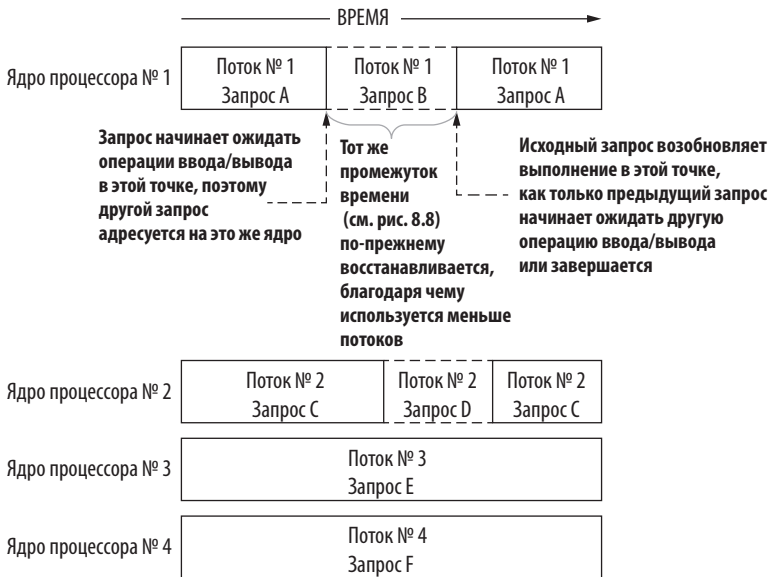 ВРЕМЯ
Ядро процессора № 1
Поток № 1
Запрос A
Поток № 1
Запрос B
Поток № 1
Запрос A
Запрос начинает ожидать
операции ввода/вывода
в этой точке, поэтому
другой запрос
адресуется на это же ядро
Тот же
промежуток
времени
(см. рис. 8.8)
по-прежнему
восстанавливается,
благодаря чему
используется меньше
потоков
Исходный запрос возобновляет
выполнение в этой точке,
как только предыдущий запрос
начинает ожидать другую
операцию ввода/вывода
или завершается
Ядро процессора № 2
Поток № 2
Запрос C
Поток № 2
Запрос D
Поток № 2
Запрос C
Ядро процессора № 3
Поток № 3
Запрос E
Ядро процессора № 4
Поток № 4
Запрос F